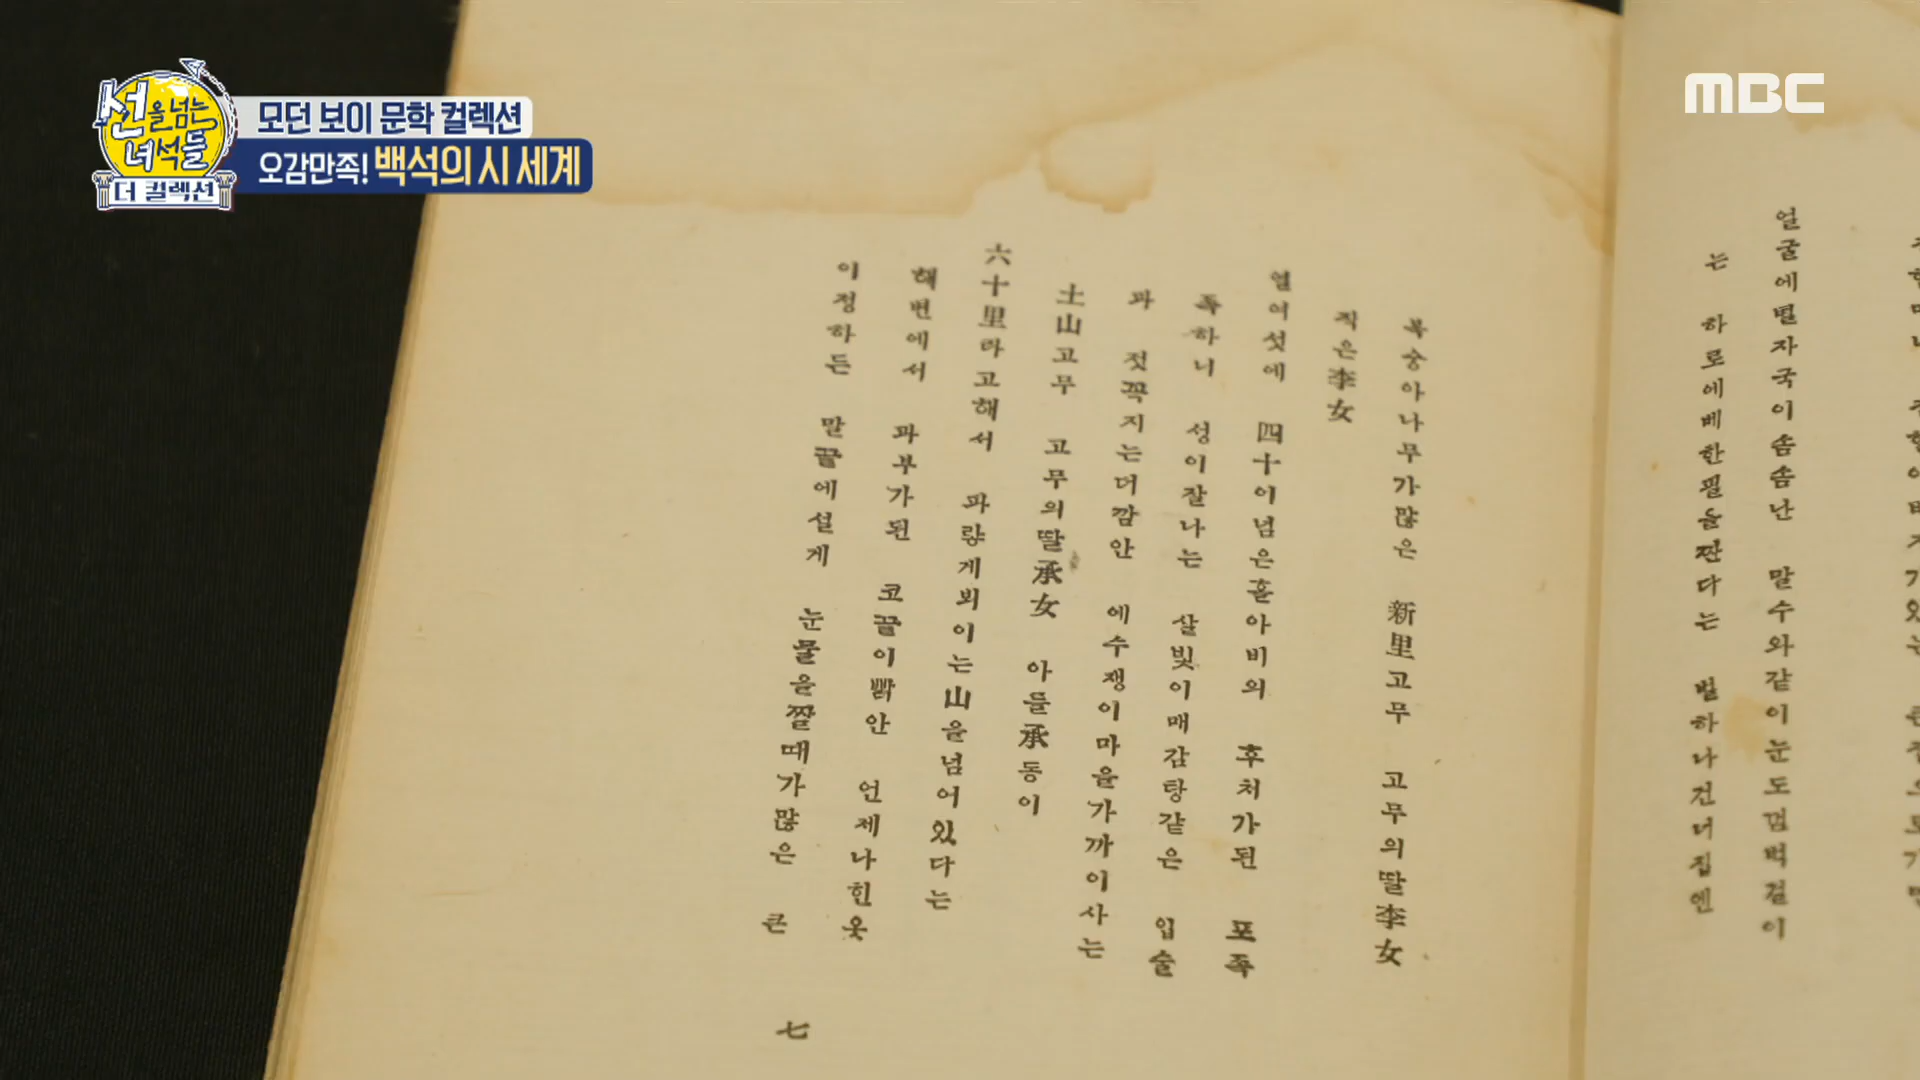 선을넘는
녀석들
더 컬렉션
모던 보이 문학 컬렉션
오감만족! 백석의 시 세계
MBC
얼굴에별자국이솜솜난 말수와같이눈도껌벅걸이
는 하로에베한필을짠다는 벌하나건너집엔
복숭아나무가많은 新里고무 고무의딸李女
작은李女
열여섯에 四十이넘은홀아비의 후처가된 포족
족하니 성이잘나는 살빛이매감탕같은 입술
과 젓꼭지는더깜안 예수쟁이마을가까이사는
土山고무 고무의딸承女 아들承동이
六十里라고해서 파랗게뵈이는山을넘어있다는
해변에서 과부가된 코끝이빩안 언제나힌옷
이정하든 말끝에설게 눈물을짤때가많은 큰
七